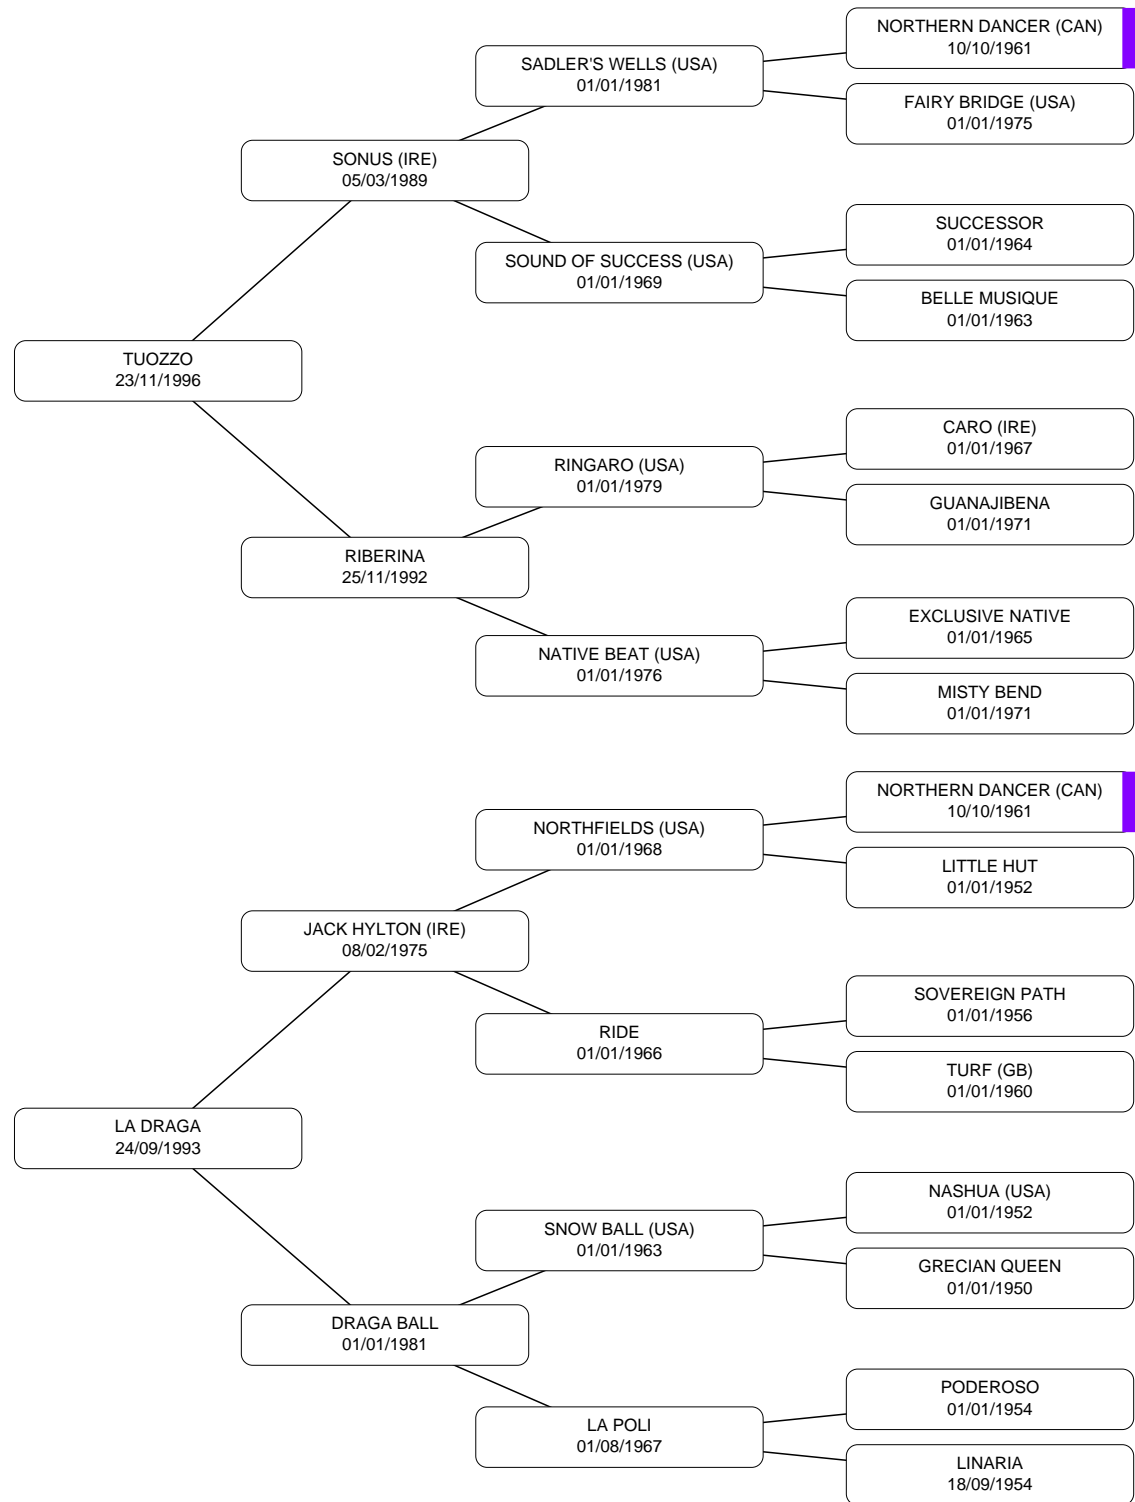 NORTHERN DANCER (CAN)
10/10/1961
SADLER'S WELLS (USA)
01/01/1981
FAIRY BRIDGE (USA)
01/01/1975
SONUS (IRE)
05/03/1989
SUCCESSOR
01/01/1964
SOUND OF SUCCESS (USA)
01/01/1969
BELLE MUSIQUE
01/01/1963
TUOZZO
23/11/1996
CARO (IRE)
01/01/1967
RINGARO (USA)
01/01/1979
GUANAJIBENA
01/01/1971
RIBERINA
25/11/1992
EXCLUSIVE NATIVE
01/01/1965
NATIVE BEAT (USA)
01/01/1976
MISTY BEND
01/01/1971
NORTHERN DANCER (CAN)
10/10/1961
NORTHFIELDS (USA)
01/01/1968
LITTLE HUT
01/01/1952
JACK HYLTON (IRE)
08/02/1975
SOVEREIGN PATH
01/01/1956
RIDE
01/01/1966
TURF (GB)
01/01/1960
LA DRAGA
24/09/1993
NASHUA (USA)
01/01/1952
SNOW BALL (USA)
01/01/1963
GRECIAN QUEEN
01/01/1950
DRAGA BALL
01/01/1981
PODEROSO
01/01/1954
LA POLI
01/08/1967
LINARIA
18/09/1954